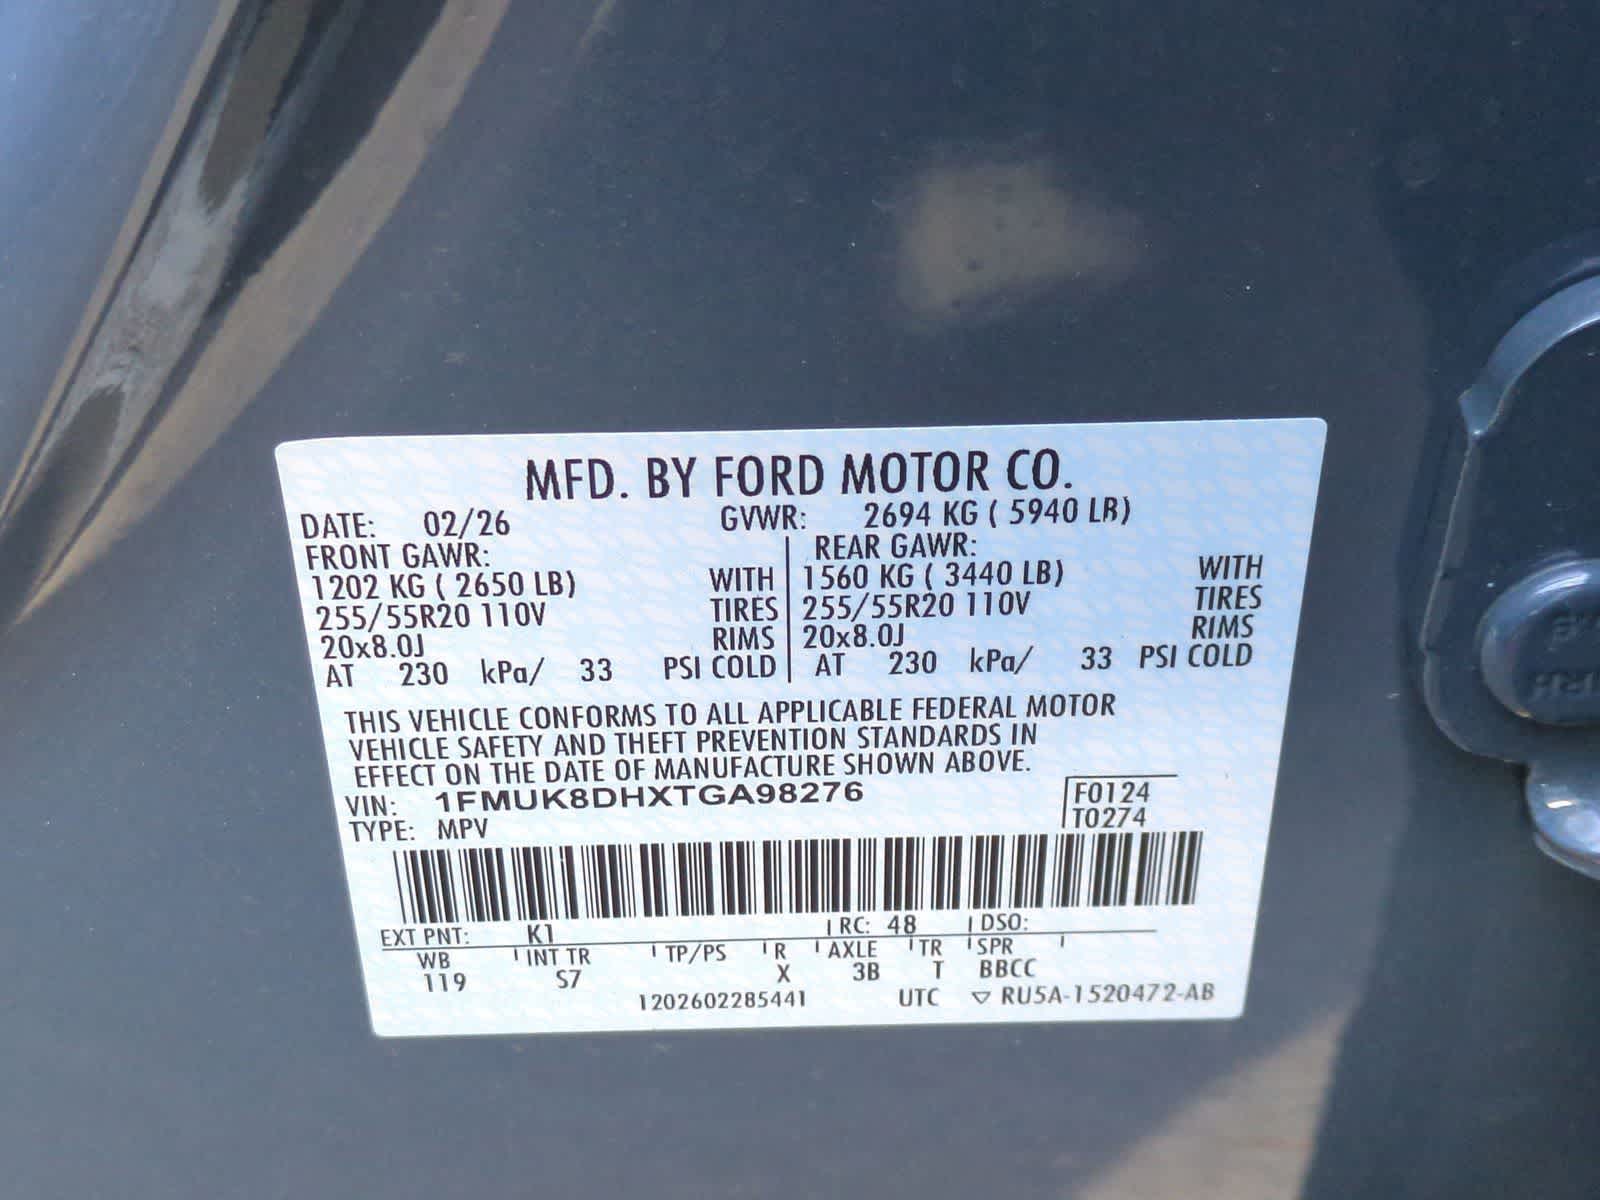 MFD. BY FORD MOTOR CO.
DATE: 02/26 GVWR: 2694 KG ( 5940 LB)
FRONT GAWR: REAR GAWR:
1202 KG ( 2650 LB) WITH 1560 KG ( 3440 LB) WITH
255/55R20 110V TIRES 255/55R20 110V TIRES
20x8.0J RIMS 20x8.0J RIMS
AT 230 kPa/ 33 PSI COLD AT 230 kPa/ 33 PSI COLD
THIS VEHICLE CONFORMS TO ALL APPLICABLE FEDERAL MOTOR
VEHICLE SAFETY AND THEFT PREVENTION STANDARDS IN
EFFECT ON THE DATE OF MANUFACTURE SHOWN ABOVE.
VIN: 1FMUK8DHXTGA98276 F0124
TYPE: MPV T0274
EXT PNT: K1 RC: 48 DSO:
WB INT TR TP/PS R AXLE TR SPR
119 S7 X 3B T BBCC
1202602285441 UTC ▽ RU5A-1520472-AB